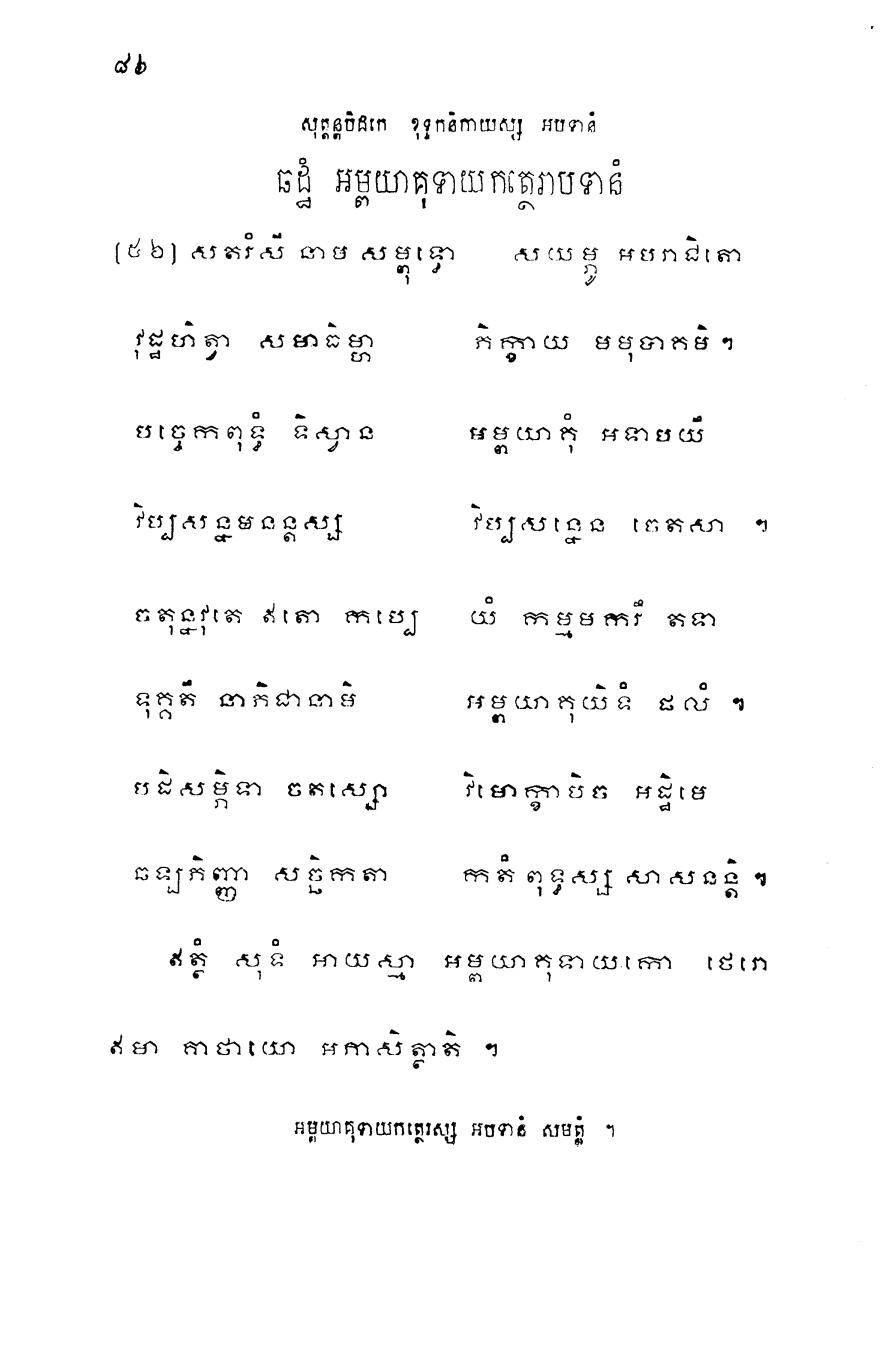 ៨៦
សុត្តន្តបិដកេ ខុទ្ទកនិកាយស្ស អបទានំ
ឆដ្ឋំ អម្ពយាគុទាយកត្ថេរាបទានំ
(៥៦) សតរំសី នាម សម្ពុទ្ធោ សយម្ភូ អបរាជិតោ
វុដ្ឋហិត្វា សមាធិម្ហា ភិក្ខាយ មមុបាគមិ ។
បច្ចេកពុទ្ធំ ទិស្វាន អម្ពយាគុំ អទាបយឹ
វិប្បសន្នមនន្តស្ស វិប្បសន្នេន ចេតសា ។
ចតុន្នវុតេ ឥតោ កប្បេ យំ កម្មមករឹ តទា
ទុគ្គតឹ នាភិជានាមិ អម្ពយាគុយិទំ ផលំ ។
បដិសម្ភិទា ចតស្សោ វិមោក្ខាបិច អដ្ឋិមេ
ឆឡភិញ្ញា សច្ឆិកតា កតំ ពុទ្ធស្ស សាសនន្តិ ។
ឥត្ថំ សុទំ អាយស្មា អម្ពយាគុទាយកោ ថេរោ
ឥមា គាថាយោ អភាសិត្ថាតិ ។
អម្ពយាគុទាយកត្ថេរស្ស អបទានំ សមត្តំ ។